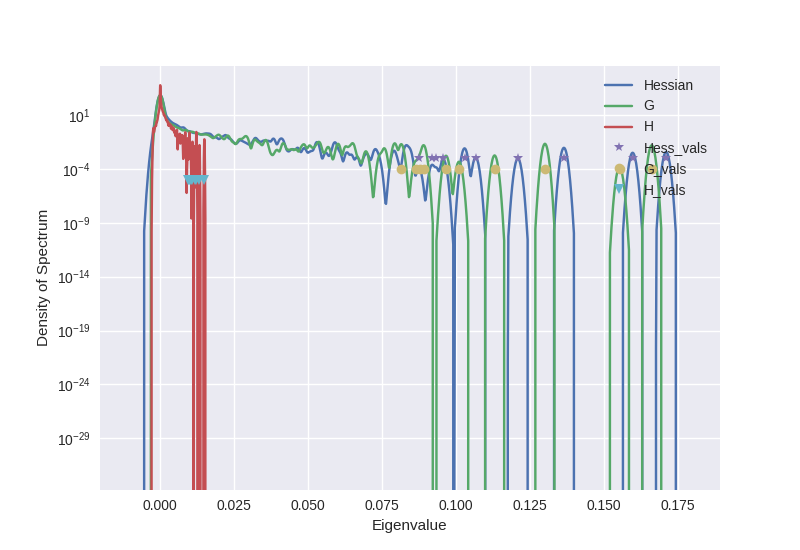 10^1
10^-4
10^-9
10^-14
10^-19
10^-24
10^-29
Density of Spectrum
0.000 0.025 0.050 0.075 0.100 0.125 0.150 0.175
Eigenvalue
Hessian
G
H
Hess_vals
G_vals
H_vals